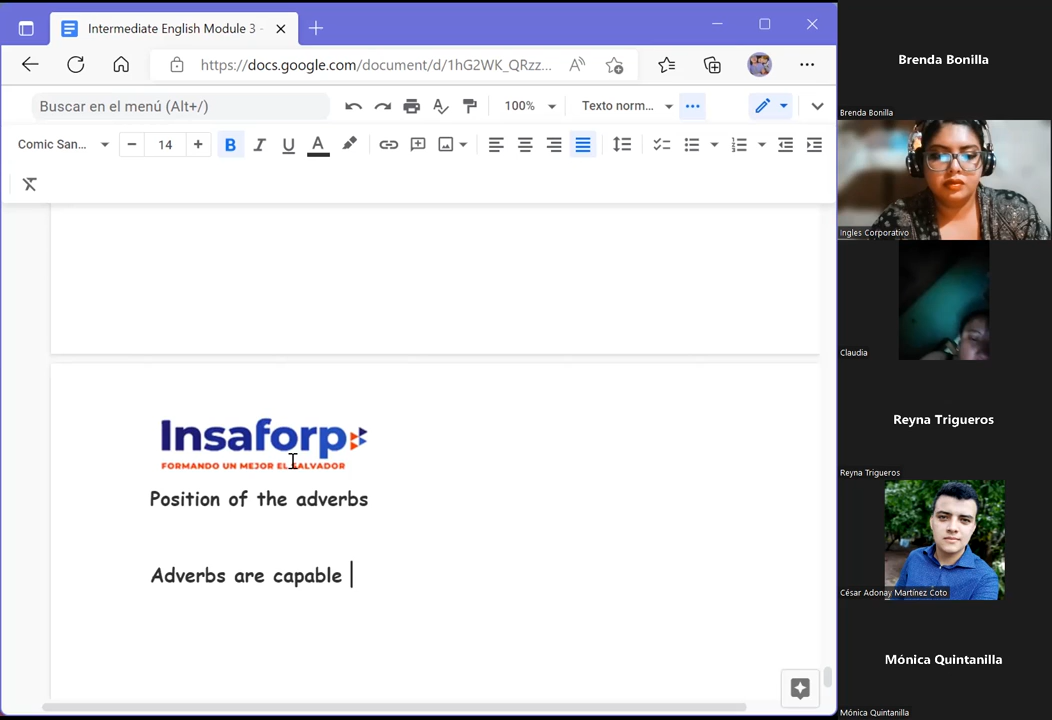 Intermediate English Module 3 -
https://docs.google.com/document/d/1hG2WK_QRzz...
Buscar en el menú (Alt+/)
100%
Texto norm...
Comic San...
14
B I U A
Insaforp
FORMANDO UN MEJOR EL SALVADOR
Position of the adverbs
Adverbs are capable
Brenda Bonilla
Brenda Bonilla
Ingles Corporativo
Claudia
Reyna Trigueros
Reyna Trigueros
César Adonay Martínez Coto
Mónica Quintanilla
Mónica Quintanilla